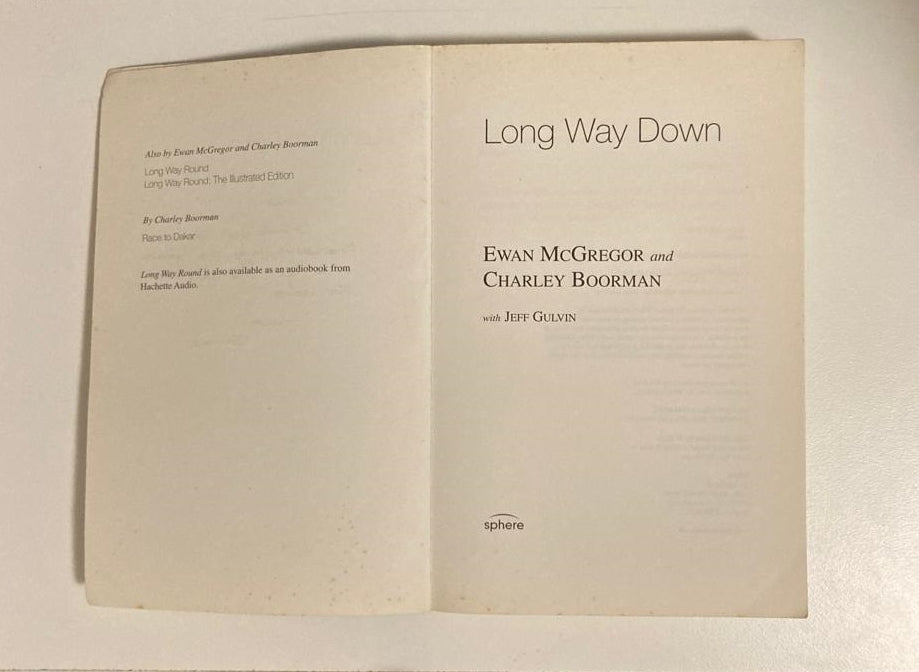 Also by Ewan McGregor and Charley Boorman
Long Way Round
Long Way Round: The Illustrated Edition
By Charley Boorman
Race to Dakar
Long Way Round is also available as an audiobook from
Hachette Audio.
Long Way Down
EWAN MCGREGOR and
CHARLEY BOORMAN
with JEFF GULVIN
sphere